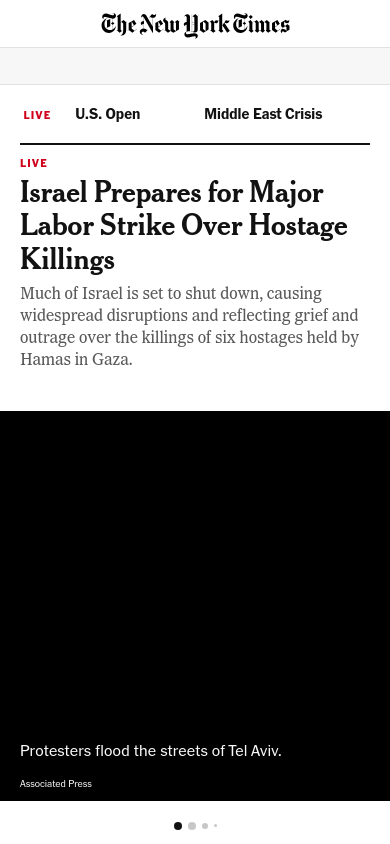 The New York Times
LIVE U.S. Open Middle East Crisis
LIVE
Israel Prepares for Major
Labor Strike Over Hostage
Killings
Much of Israel is set to shut down, causing
widespread disruptions and reflecting grief and
outrage over the killings of six hostages held by
Hamas in Gaza.
Protesters flood the streets of Tel Aviv.
Associated Press